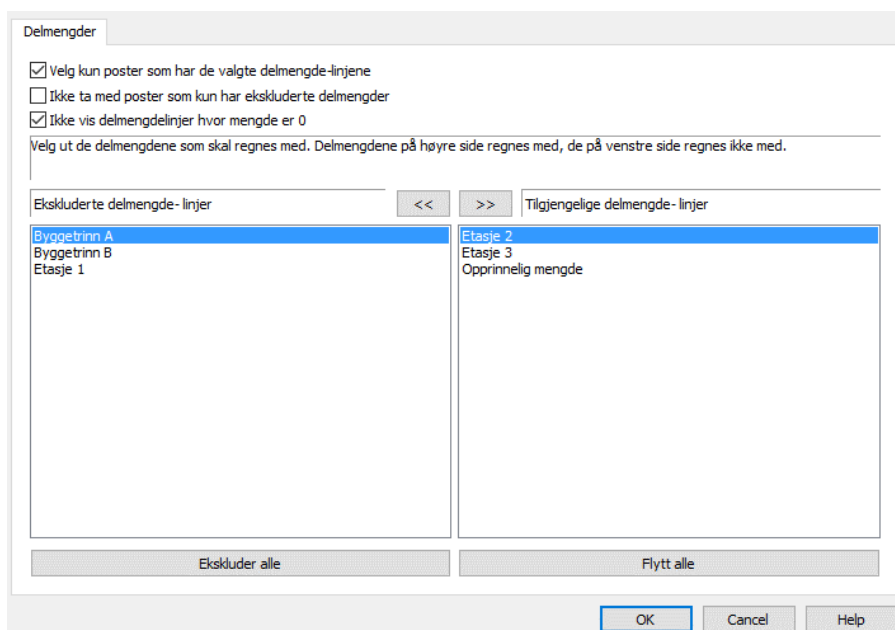 Delmengder
Velg kun poster som har de valgte delmengde-linjene
Ikke ta med poster som kun har ekskluderte delmengder
Ikke vis delmengdelinjer hvor mengde er 0
Velg ut de delmengdene som skal regnes med. Delmengdene på høyre side regnes med, de på venstre side regnes ikke med.
Ekskluderte delmengde-linjer
<<
>>
Tilgjengelige delmengde-linjer
Byggetrinn A
Byggetrinn B
Etasje 1
Etasje 2
Etasje 3
Opprinnelig mengde
Ekskluder alle
Flytt alle
OK
Cancel
Help